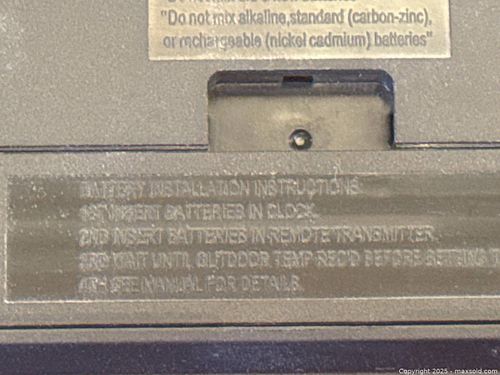 "Do not mix alkaline,standard (carbon-zinc),
or rechargeable (nickel cadmium) batteries"
BATTERY INSTALLATION INSTRUCTIONS:
1ST INSERT BATTERIES IN CLOCK.
2ND INSERT BATTERIES IN REMOTE TRANSMITTER.
3RD WAIT UNTIL OUTDOOR TEMP REC'D BEFORE SETTING
4TH SEE MANUAL FOR DETAILS.
Copyright 2025 - maxsold.com